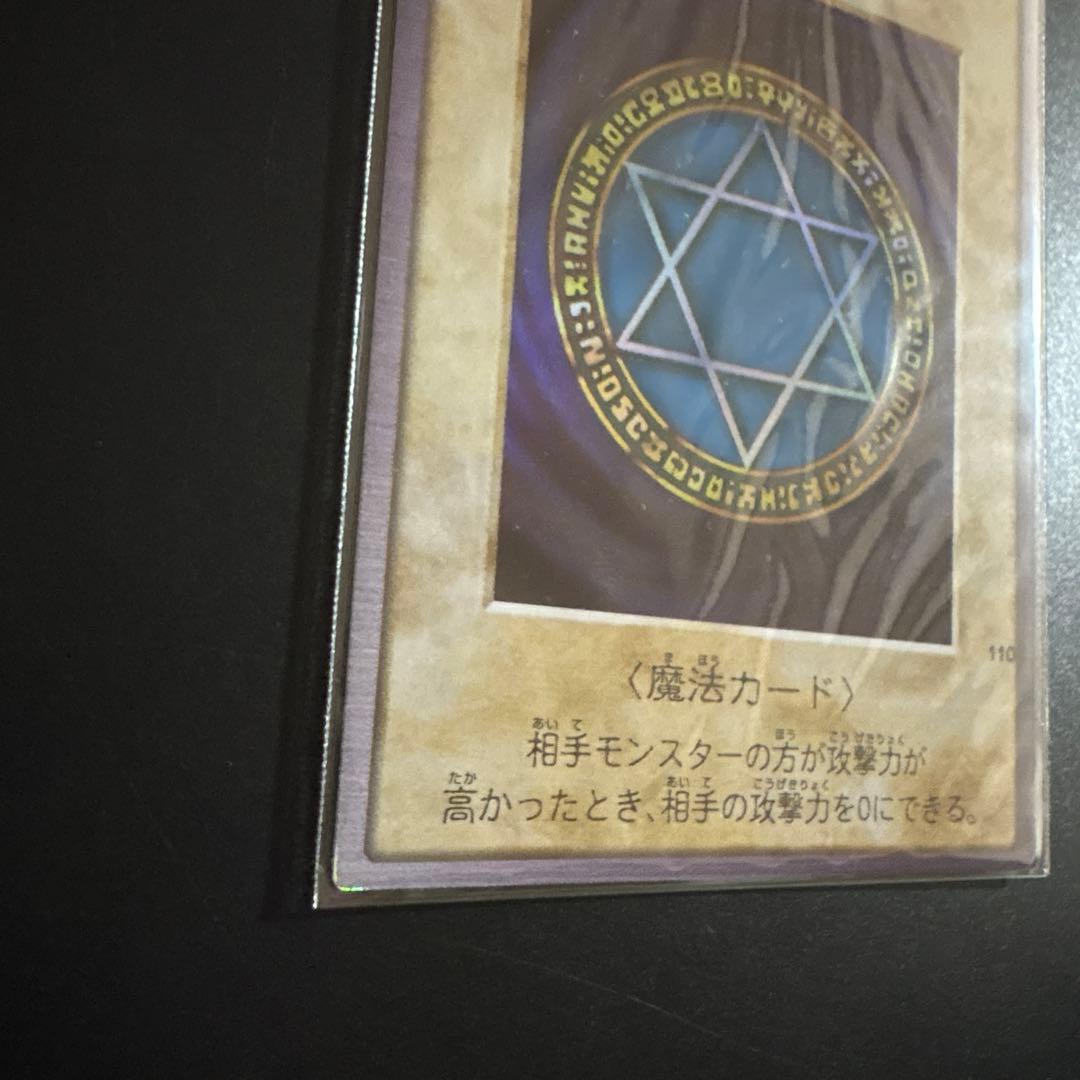 110
〈魔法カード〉
相手モンスターの方が攻撃力が
高かったとき、相手の攻撃力を0にできる。